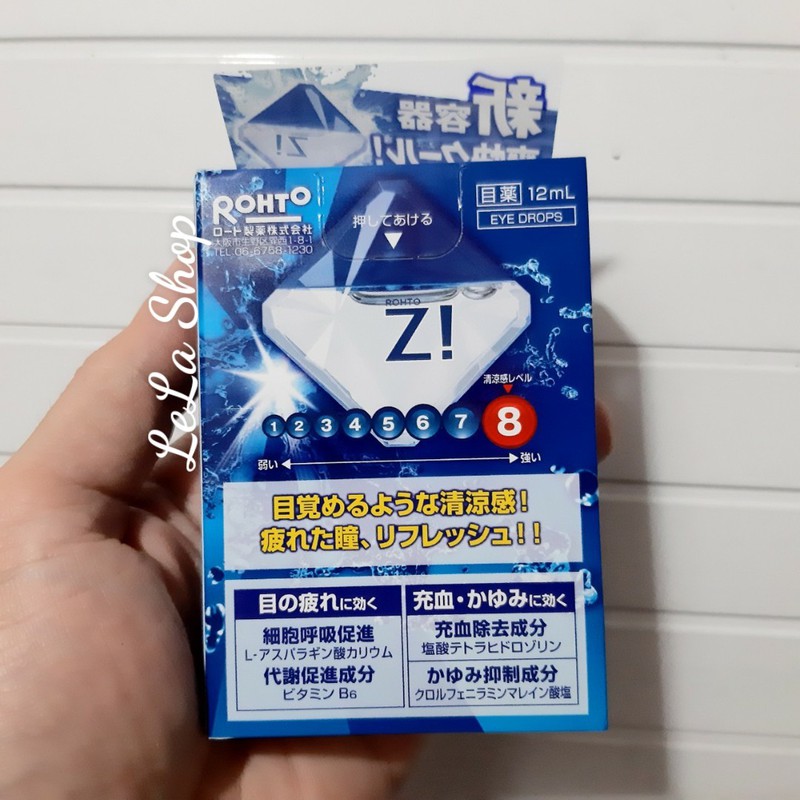 新容器
爽快クール!
Z!
ROHTO
ロート製薬株式会社
大阪市生野区巽西1-8-1
TEL 06-6758-1230
押してあける
目薬 12mL
EYE DROPS
ROHTO
Z!
清涼感レベル
1 2 3 4 5 6 7 8
弱い 強い
目覚めるような清涼感!
疲れた瞳、リフレッシュ!!
目の疲れに効く
細胞呼吸促進
L-アスパラギン酸カリウム
代謝促進成分
ビタミン B6
充血・かゆみに効く
充血除去成分
塩酸テトラヒドロゾリン
かゆみ抑制成分
クロルフェニラミンマレイン酸塩
LeLa Shop